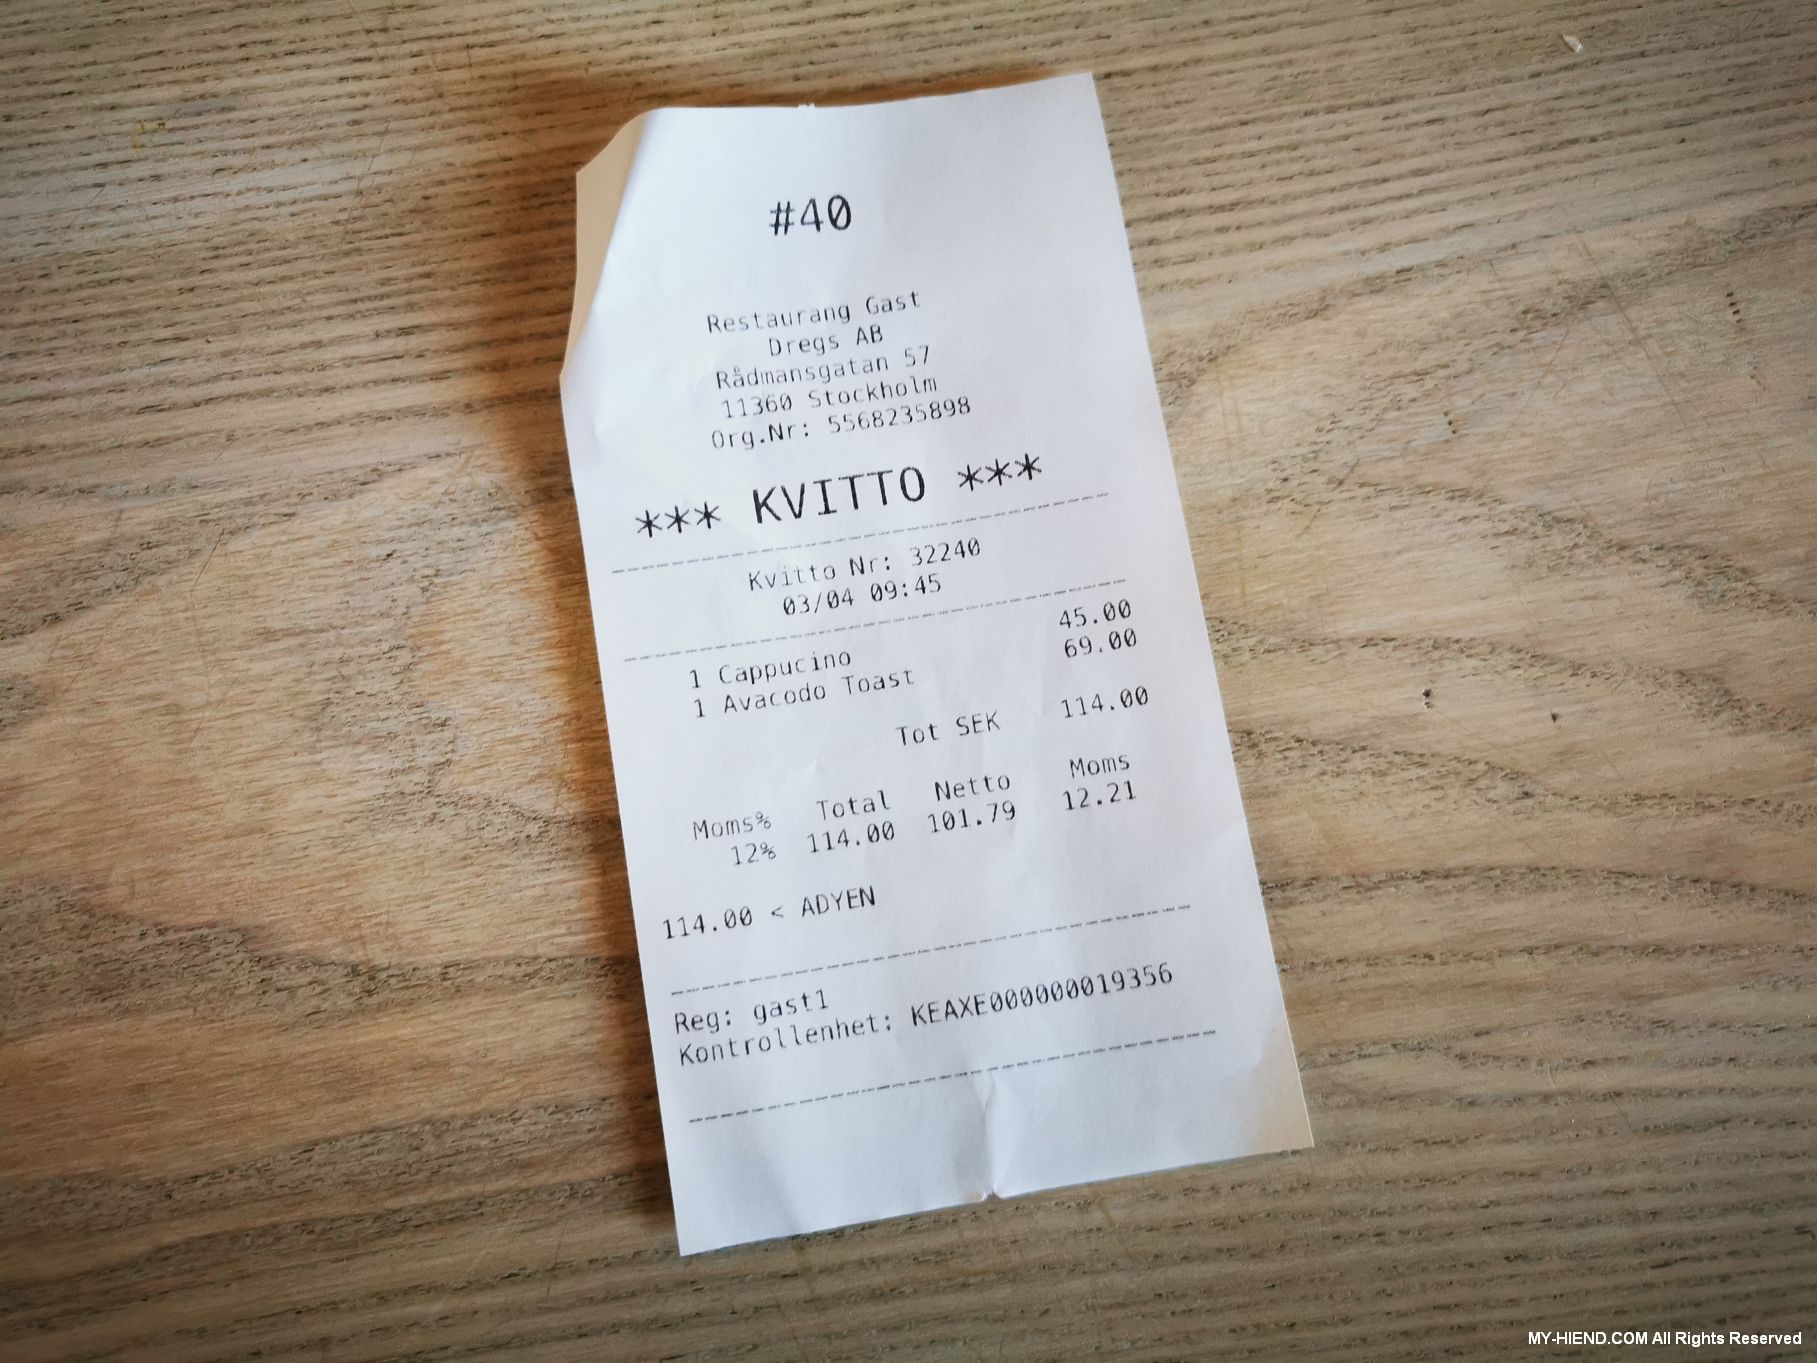 #40
Restaurang Gast
Dregs AB
Rådmansgatan 57
11360 Stockholm
Org.Nr: 5568235898
*** KVITTO ***
Kvitto Nr: 32240
03/04 09:45
1 Cappucino 45.00
1 Avacodo Toast 69.00
Tot SEK 114.00
Moms% Total Netto Moms
12% 114.00 101.79 12.21
114.00 < ADYEN
Reg: gast1
Kontrollenhet: KEAXE000000019356
MY-HIEND.COM All Rights Reserved